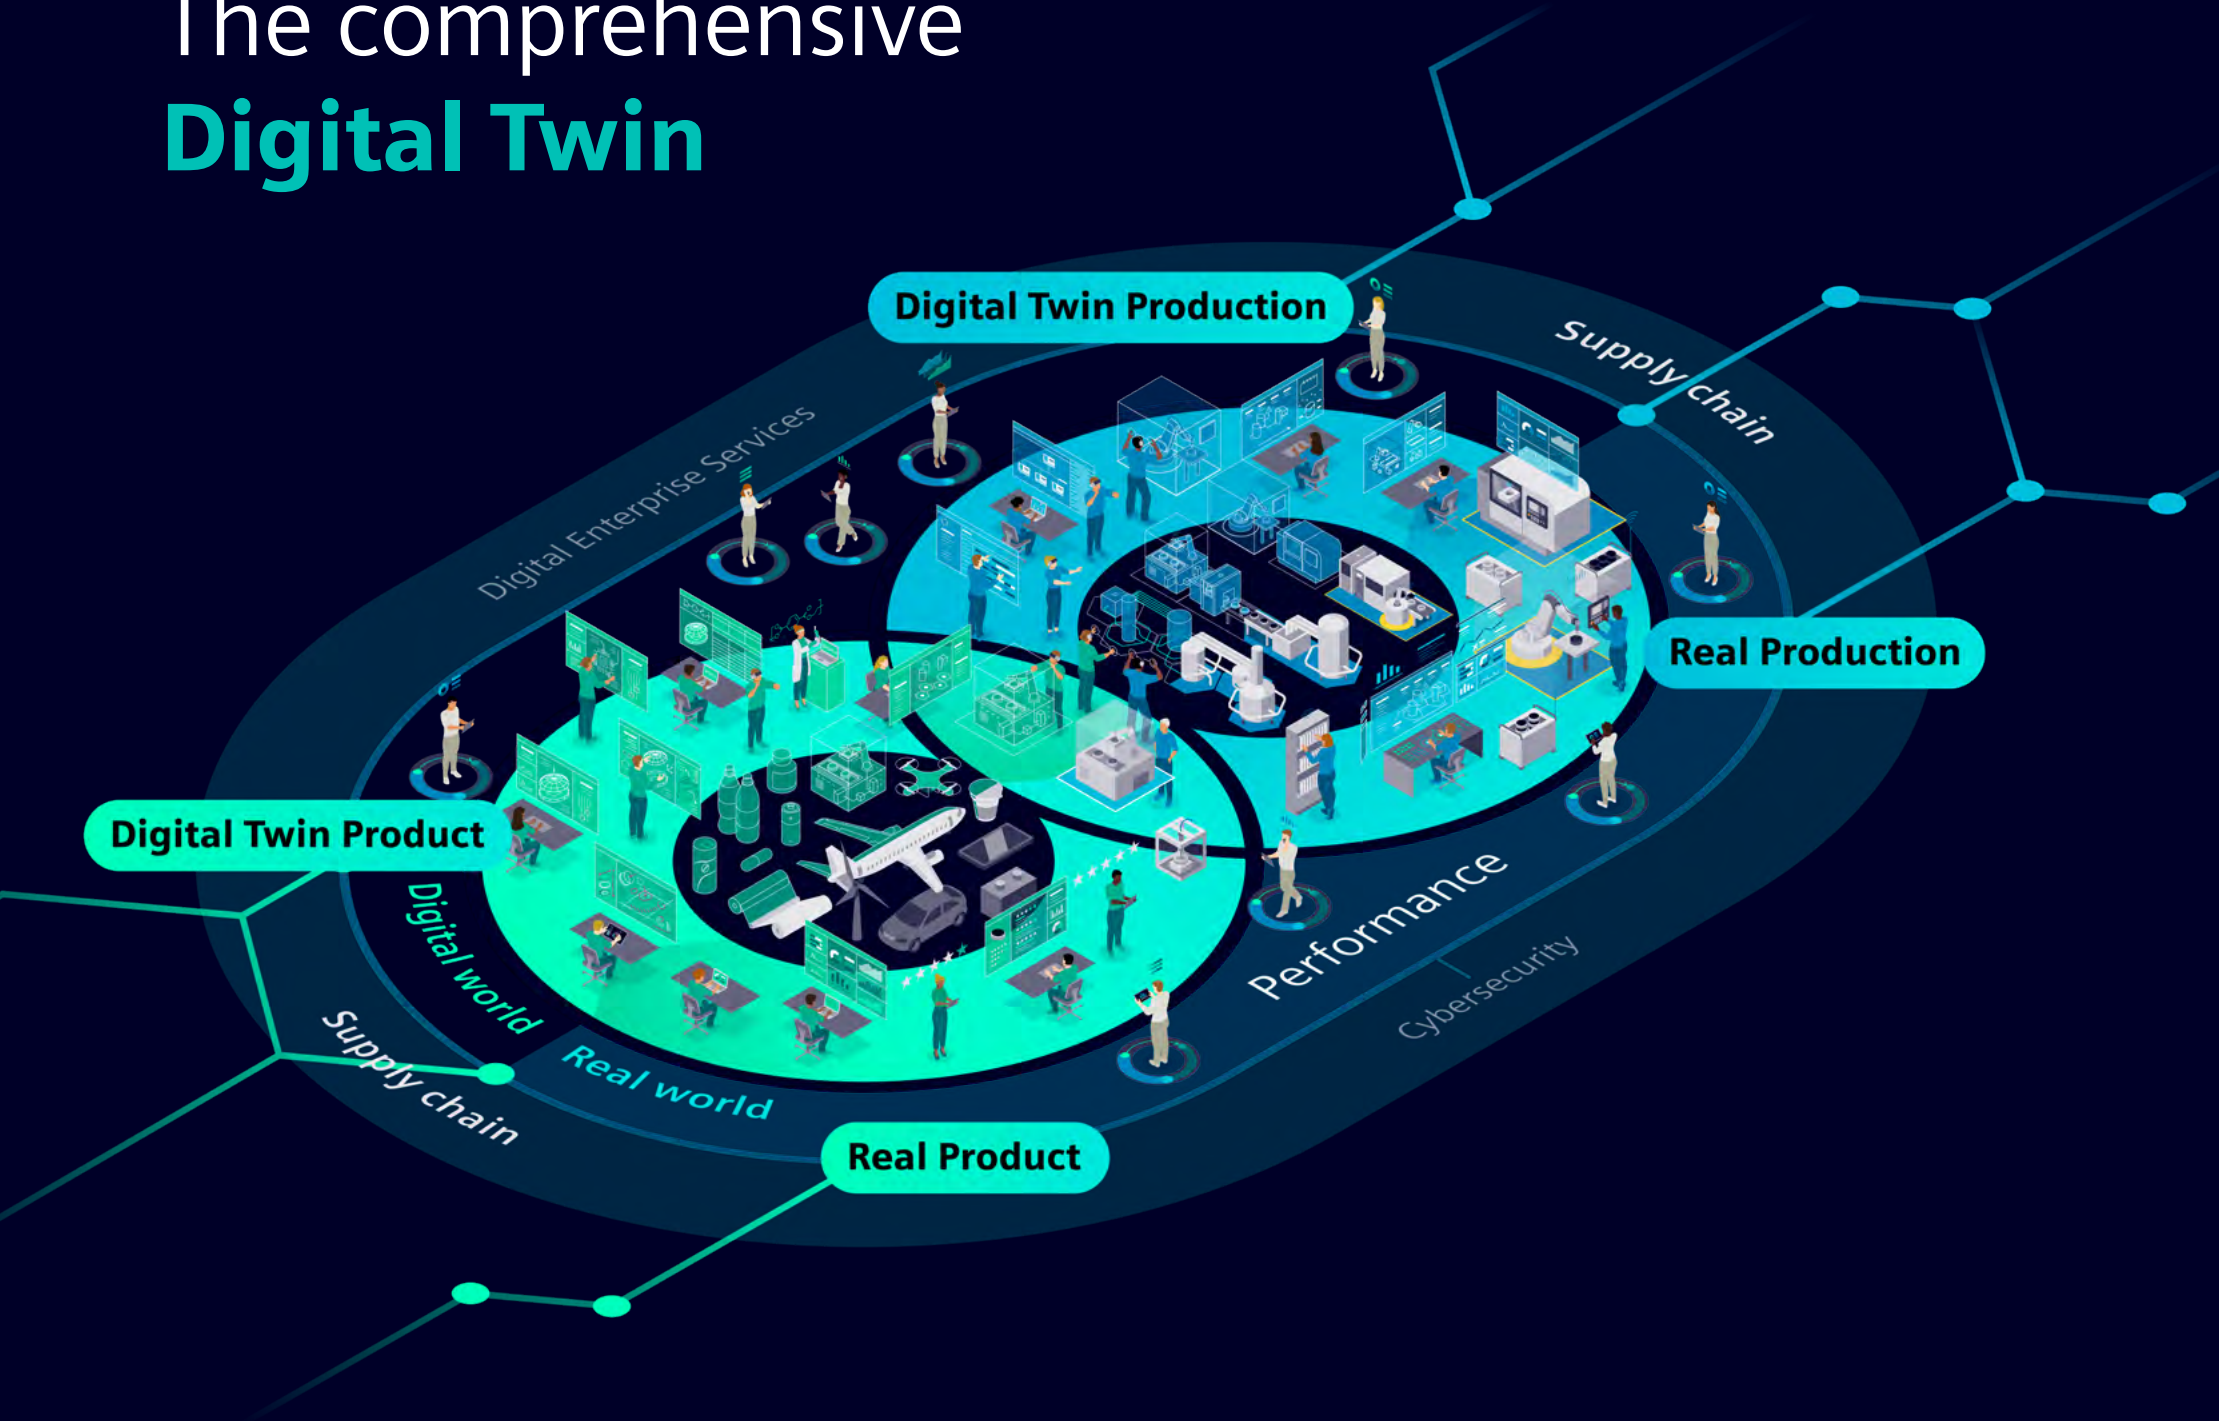 The comprehensive
Digital Twin
Digital Twin Production
Supply chain
Digital Enterprise Services
Real Production
Digital Twin Product
Digital world
Performance
Cybersecurity
Supply chain
Real world
Real Product